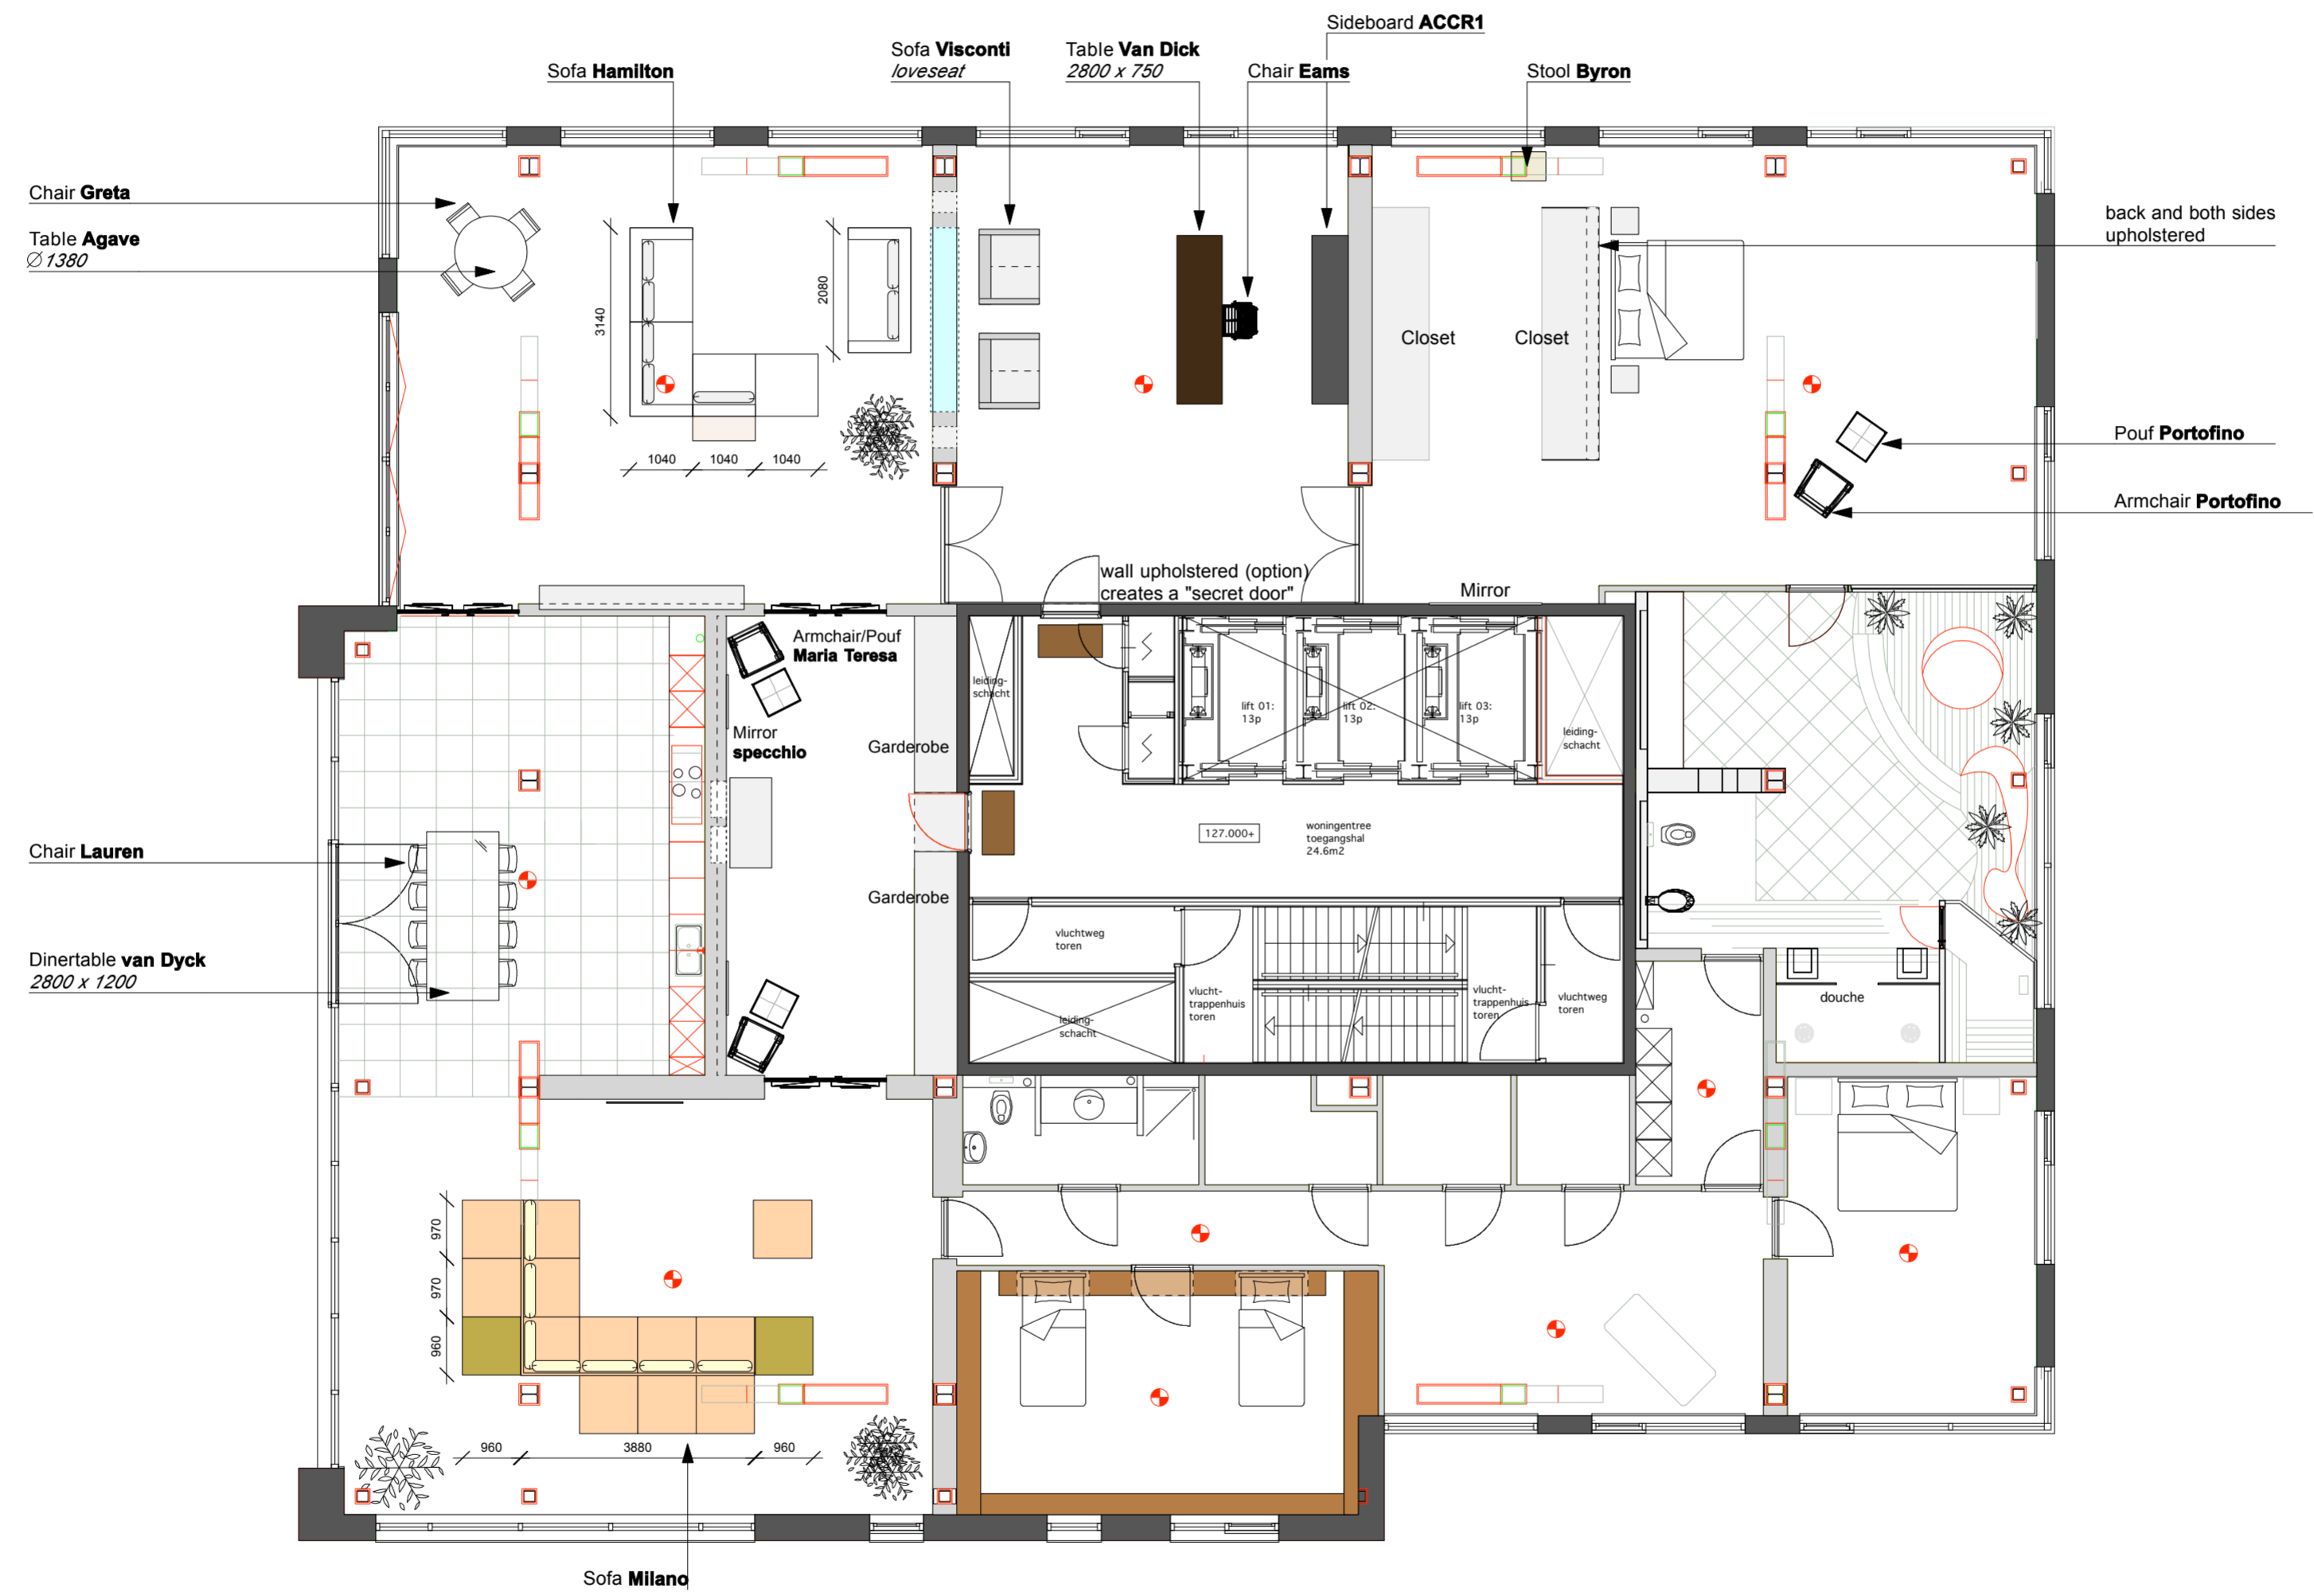 Sideboard ACCR1
Sofa Visconti
loveseat
Table Van Dick
2800 x 750
Sofa Hamilton
Chair Eams
Stool Byron
Chair Greta
Table Agave
∅1380
back and both sides
upholstered
3140
2080
Closet
Closet
1040
1040
1040
Pouf Portofino
Armchair Portofino
wall upholstered (option)
creates a "secret door"
Mirror
Armchair/Pouf
Maria Teresa
leiding-
schacht
lift 01:
13p
lift 02:
13p
lift 03:
13p
leiding-
schacht
Mirror
specchio
Garderobe
127.000+
woningentree
toegangshal
24.6m2
Chair Lauren
Garderobe
vluchtweg
toren
Dinertable van Dyck
2800 x 1200
leiding-
schacht
vlucht-
trappenhuis
toren
vlucht-
trappenhuis
toren
vluchtweg
toren
douche
970
970
960
960
3880
960
Sofa Milano